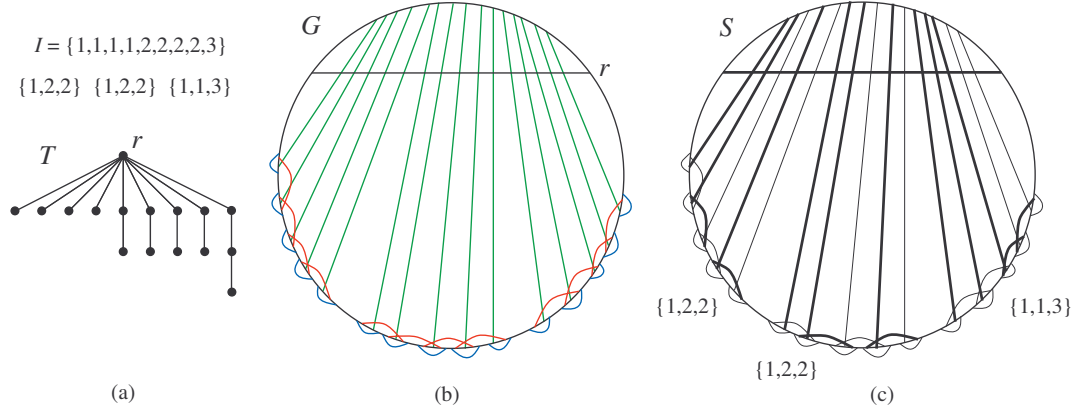 I = {1,1,1,1,2,2,2,2,3}
{1,2,2} {1,2,2} {1,1,3}
T
r
G
r
S
{1,2,2}
{1,2,2}
{1,1,3}
(a)
(b)
(c)